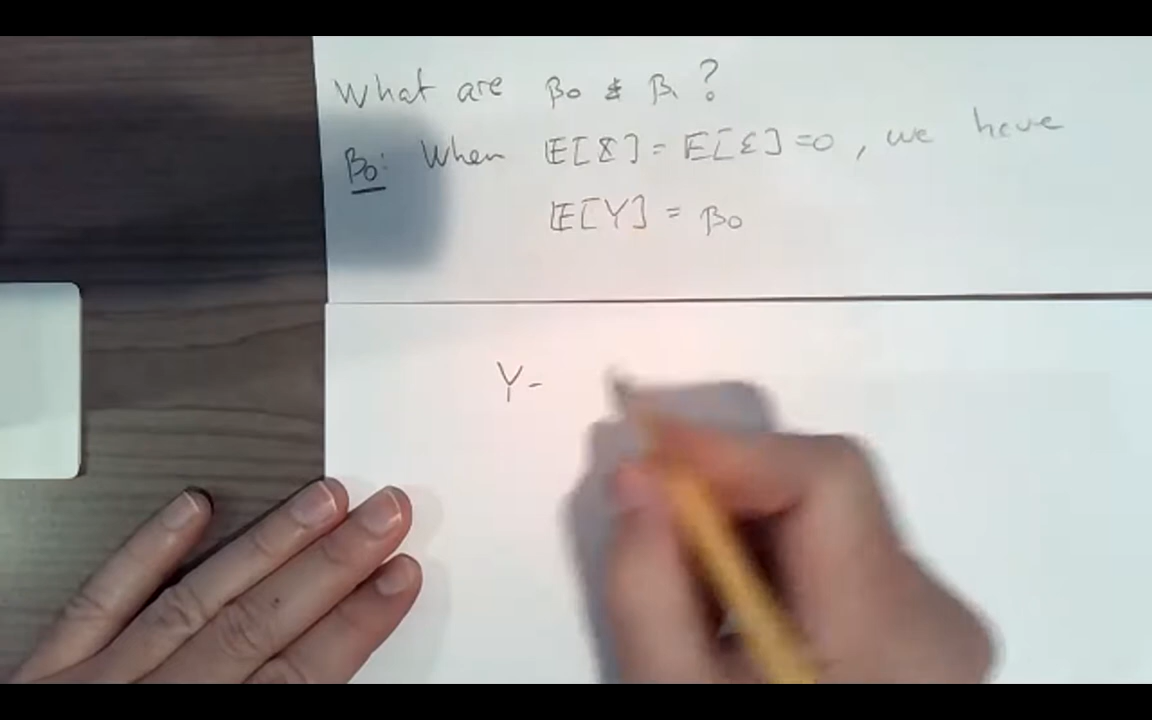 What are β₀ & β₁ ?
β₀: When 𝔼[X] = 𝔼[ε] = 0 , we have
𝔼[Y] = β₀
Y -